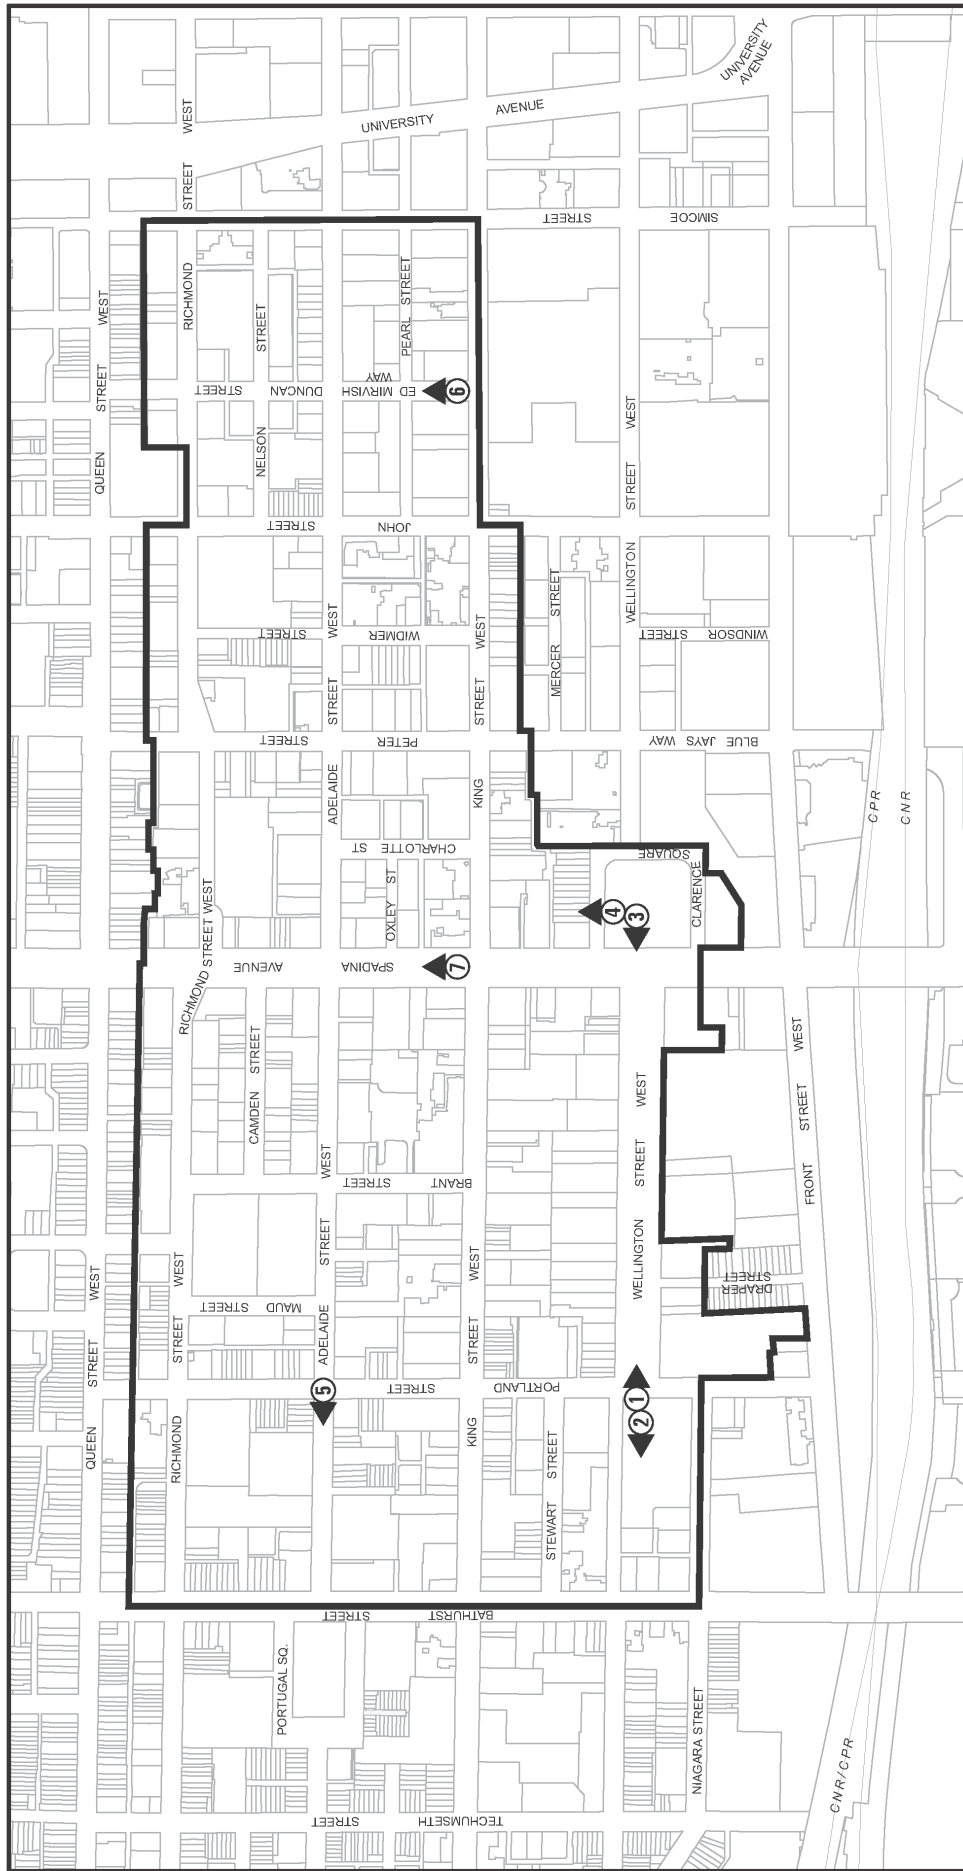 QUEEN STREET WEST
QUEEN STREET WEST
RICHMOND STREET WEST
RICHMOND STREET WEST
RICHMOND STREET WEST
NELSON STREET
CAMDEN STREET
PORTUGAL SQ.
ADELAIDE STREET WEST
ADELAIDE STREET WEST
PEARL STREET
OXLEY ST
KING STREET WEST
KING STREET WEST
MERCER STREET
STEWART STREET
WELLINGTON STREET WEST
WELLINGTON STREET WEST
NIAGARA STREET
CLARENCE
SQUARE
FRONT STREET WEST
CPR
CNR
CNR/CPR
TECHUMSETH STREET
BATHURST STREET
PORTLAND STREET
MAUD STREET
BRANT STREET
DRAPER
STREET
SPADINA AVENUE
CHARLOTTE ST
PETER STREET
BLUE JAYS WAY
WIDMER STREET
WINDSOR STREET
JOHN STREET
DUNCAN STREET
ED MIRVISH
WAY
SIMCOE STREET
UNIVERSITY AVENUE
UNIVERSITY
AVENUE
1
2
3
4
5
6
7